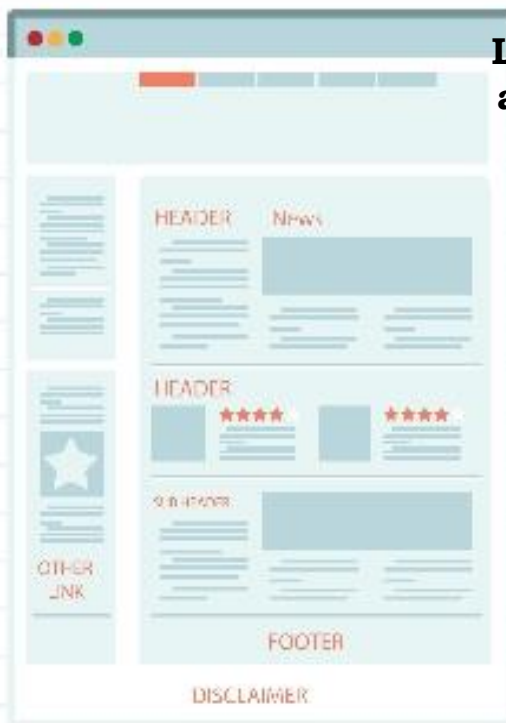 HEADER News
HEADER
SUB HEADER
OTHER
LINK
FOOTER
DISCLAIMER